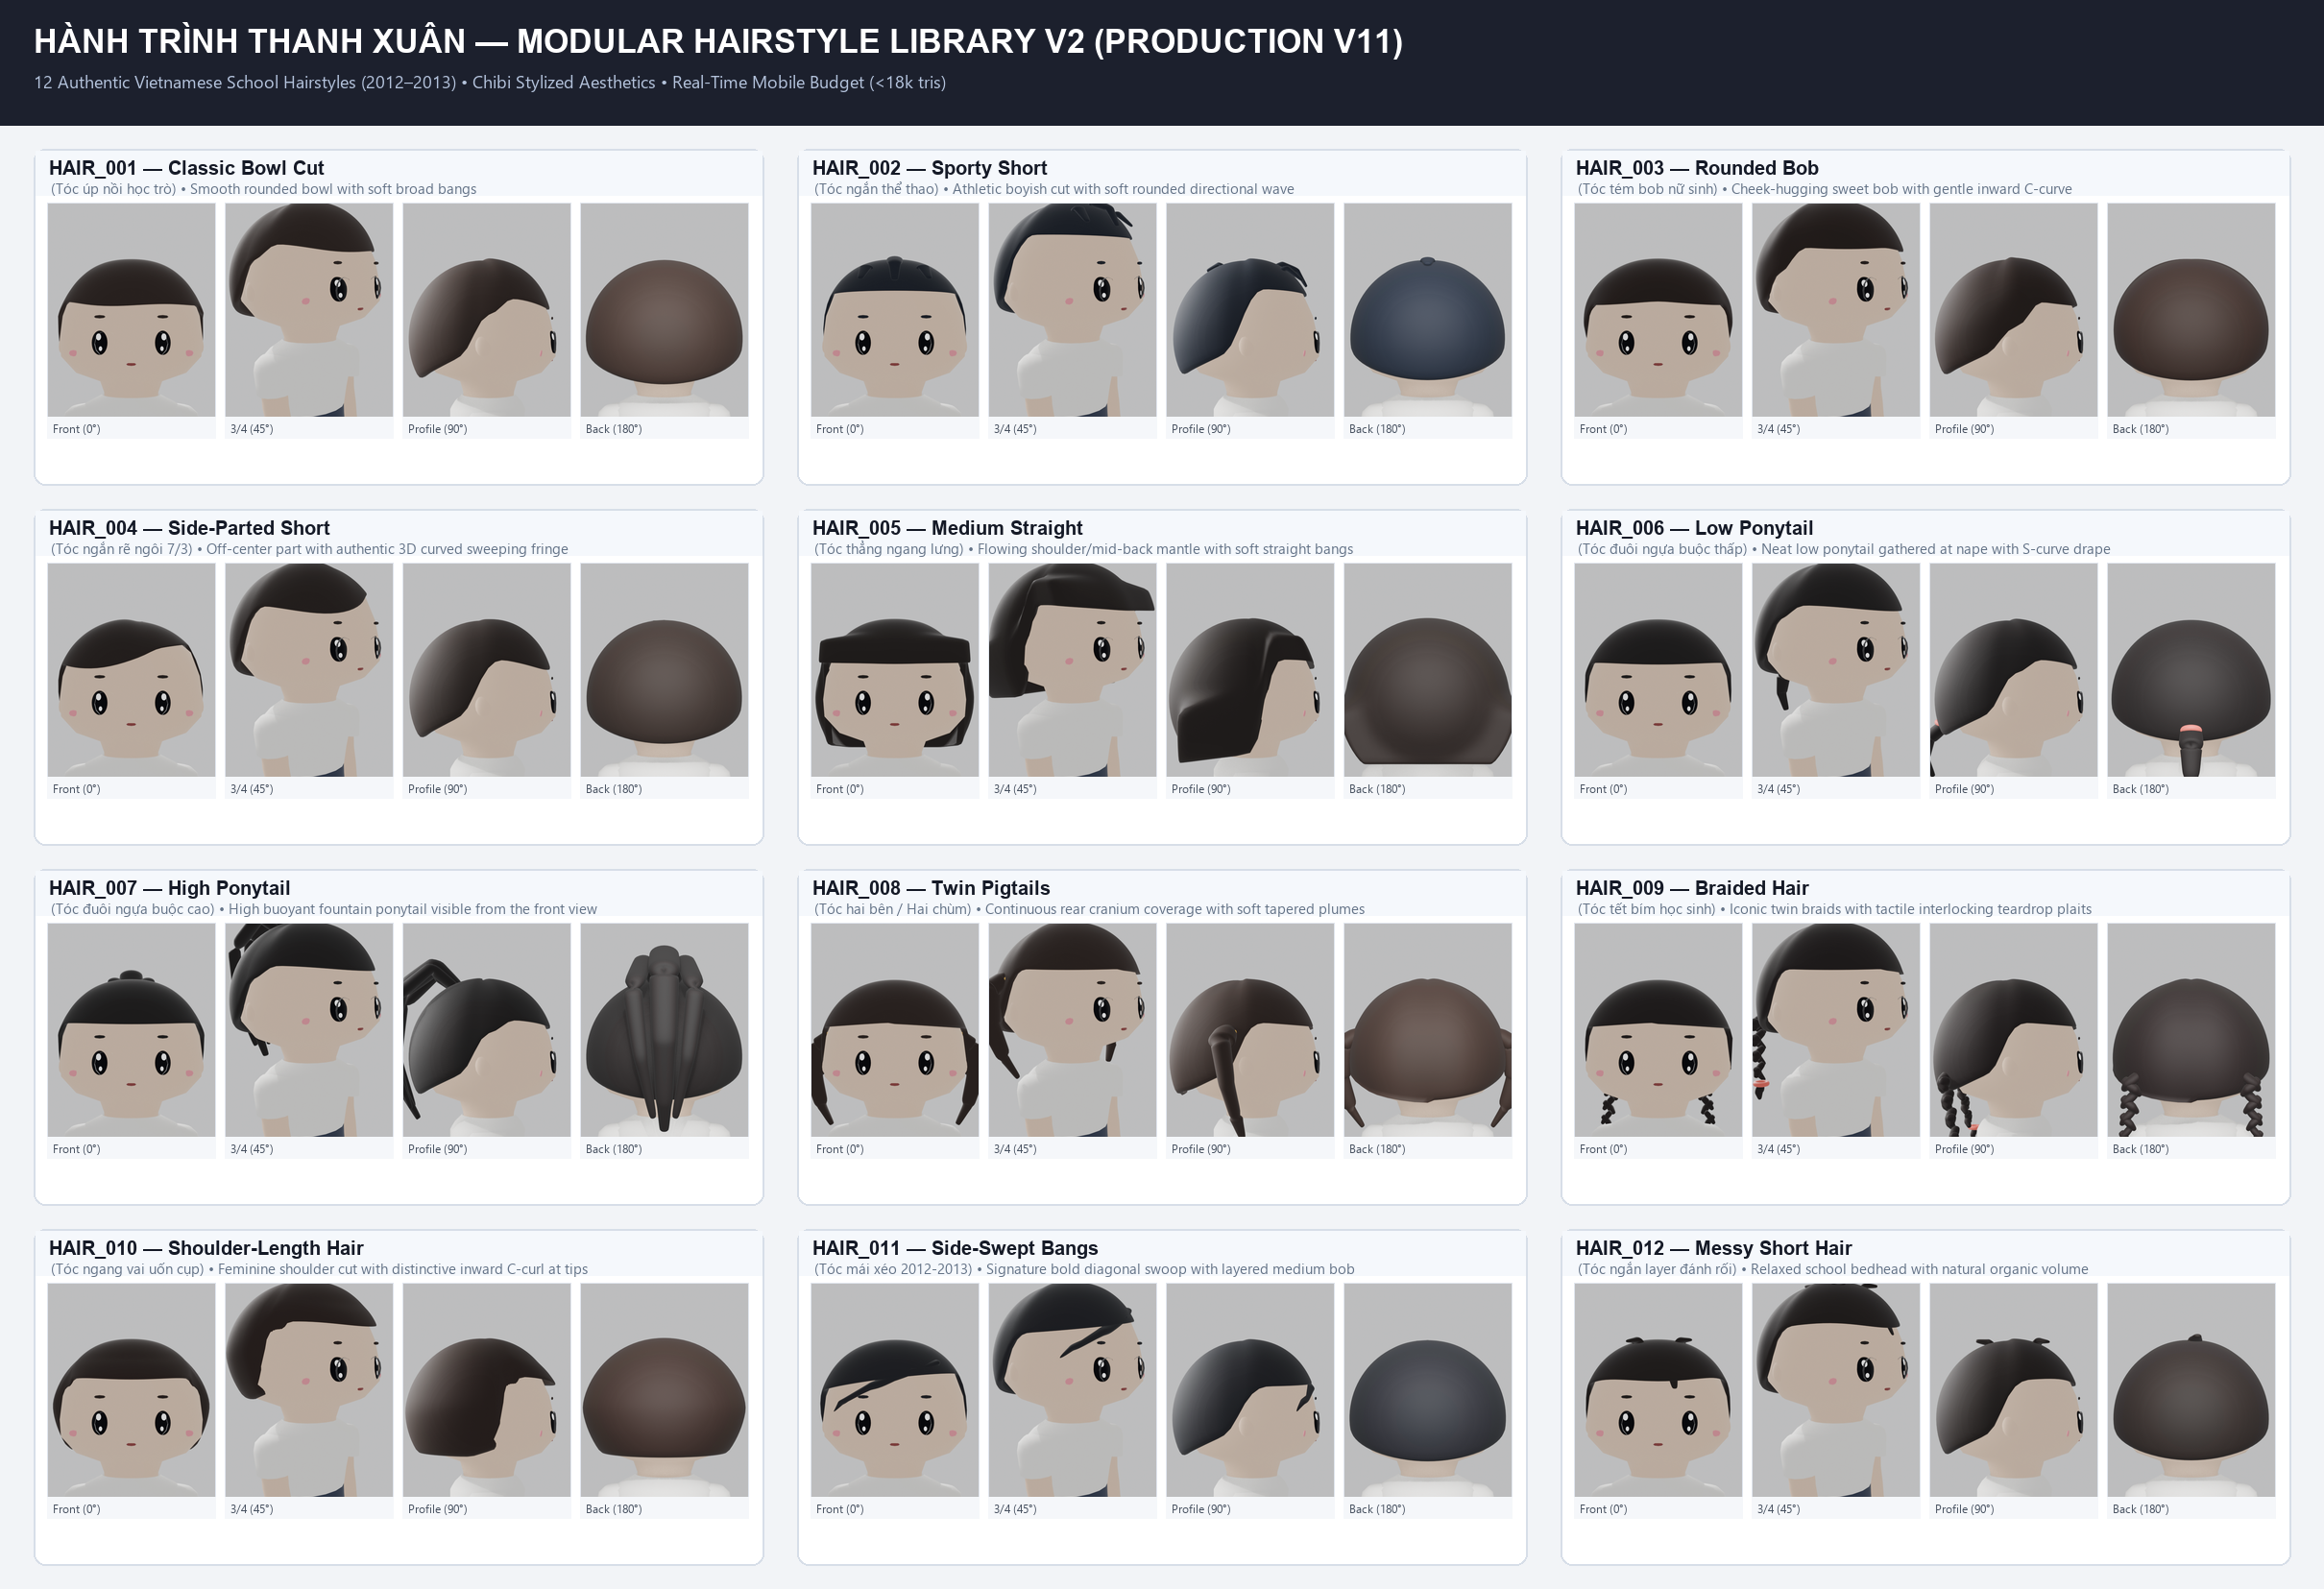 HÀNH TRÌNH THANH XUÂN — MODULAR HAIRSTYLE LIBRARY V2 (PRODUCTION V11)
12 Authentic Vietnamese School Hairstyles (2012–2013) • Chibi Stylized Aesthetics • Real-Time Mobile Budget (<18k tris)
HAIR_001 — Classic Bowl Cut
(Tóc úp nồi học trò) • Smooth rounded bowl with soft broad bangs
Front (0°)
3/4 (45°)
Profile (90°)
Back (180°)
HAIR_002 — Sporty Short
(Tóc ngắn thể thao) • Athletic boyish cut with soft rounded directional wave
Front (0°)
3/4 (45°)
Profile (90°)
Back (180°)
HAIR_003 — Rounded Bob
(Tóc tém bob nữ sinh) • Cheek-hugging sweet bob with gentle inward C-curve
Front (0°)
3/4 (45°)
Profile (90°)
Back (180°)
HAIR_004 — Side-Parted Short
(Tóc ngắn rẽ ngôi 7/3) • Off-center part with authentic 3D curved sweeping fringe
Front (0°)
3/4 (45°)
Profile (90°)
Back (180°)
HAIR_005 — Medium Straight
(Tóc thẳng ngang lưng) • Flowing shoulder/mid-back mantle with soft straight bangs
Front (0°)
3/4 (45°)
Profile (90°)
Back (180°)
HAIR_006 — Low Ponytail
(Tóc đuôi ngựa buộc thấp) • Neat low ponytail gathered at nape with S-curve drape
Front (0°)
3/4 (45°)
Profile (90°)
Back (180°)
HAIR_007 — High Ponytail
(Tóc đuôi ngựa buộc cao) • High buoyant fountain ponytail visible from the front view
Front (0°)
3/4 (45°)
Profile (90°)
Back (180°)
HAIR_008 — Twin Pigtails
(Tóc hai bên / Hai chùm) • Continuous rear cranium coverage with soft tapered plumes
Front (0°)
3/4 (45°)
Profile (90°)
Back (180°)
HAIR_009 — Braided Hair
(Tóc tết bím học sinh) • Iconic twin braids with tactile interlocking teardrop plaits
Front (0°)
3/4 (45°)
Profile (90°)
Back (180°)
HAIR_010 — Shoulder-Length Hair
(Tóc ngang vai uốn cụp) • Feminine shoulder cut with distinctive inward C-curl at tips
Front (0°)
3/4 (45°)
Profile (90°)
Back (180°)
HAIR_011 — Side-Swept Bangs
(Tóc mái xéo 2012-2013) • Signature bold diagonal swoop with layered medium bob
Front (0°)
3/4 (45°)
Profile (90°)
Back (180°)
HAIR_012 — Messy Short Hair
(Tóc ngắn layer đánh rối) • Relaxed school bedhead with natural organic volume
Front (0°)
3/4 (45°)
Profile (90°)
Back (180°)